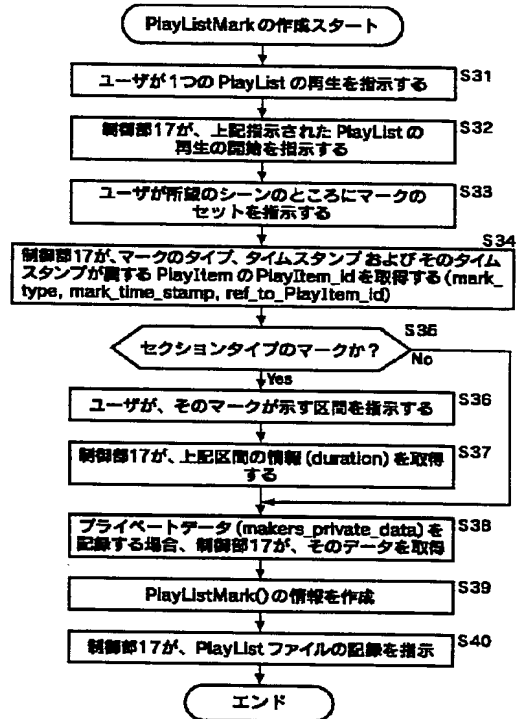 PlayListMarkの作成スタート
S31
ユーザが1つのPlayListの再生を指示する
S32
制御部17が、上記指示されたPlayListの
再生の開始を指示する
S33
ユーザが所望のシーンのところにマークの
セットを指示する
S34
制御部17が、マークのタイプ、タイムスタンプおよびそのタイム
スタンプが属するPlayItemのPlayItem_idを取得する(mark_
type, mark_time_stamp, ref_to_PlayItem_id)
S35
セクションタイプのマークか?
No
Yes
S36
ユーザが、そのマークが示す区間を指示する
S37
制御部17が、上記区間の情報(duration)を取得
する
S38
プライベートデータ(makers_private_data)を
記録する場合、制御部17が、そのデータを取得
S39
PlayListMark()の情報を作成
S40
制御部17が、PlayListファイルの記録を指示
エンド